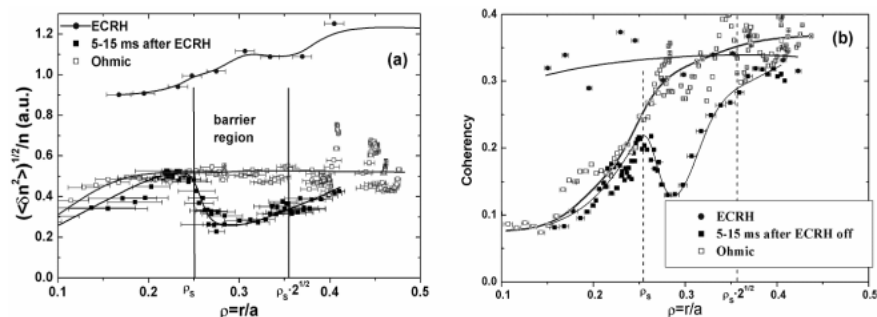 ECRH
5-15 ms after ECRH
Ohmic
(a)
barrier
region
(<δn²>)^1/2/n (a.u.)
1.2
1.0
0.8
0.6
0.4
0.2
0.0
0.1
0.2
0.3
0.4
0.5
ρs
ρs·2^1/2
ρ=r/a
(b)
Coherency
0.4
0.3
0.2
0.1
0.0
ECRH
5-15 ms after ECRH off
Ohmic
0.1
0.2
0.3
0.4
0.5
ρs
ρs·2^1/2
ρ=r/a